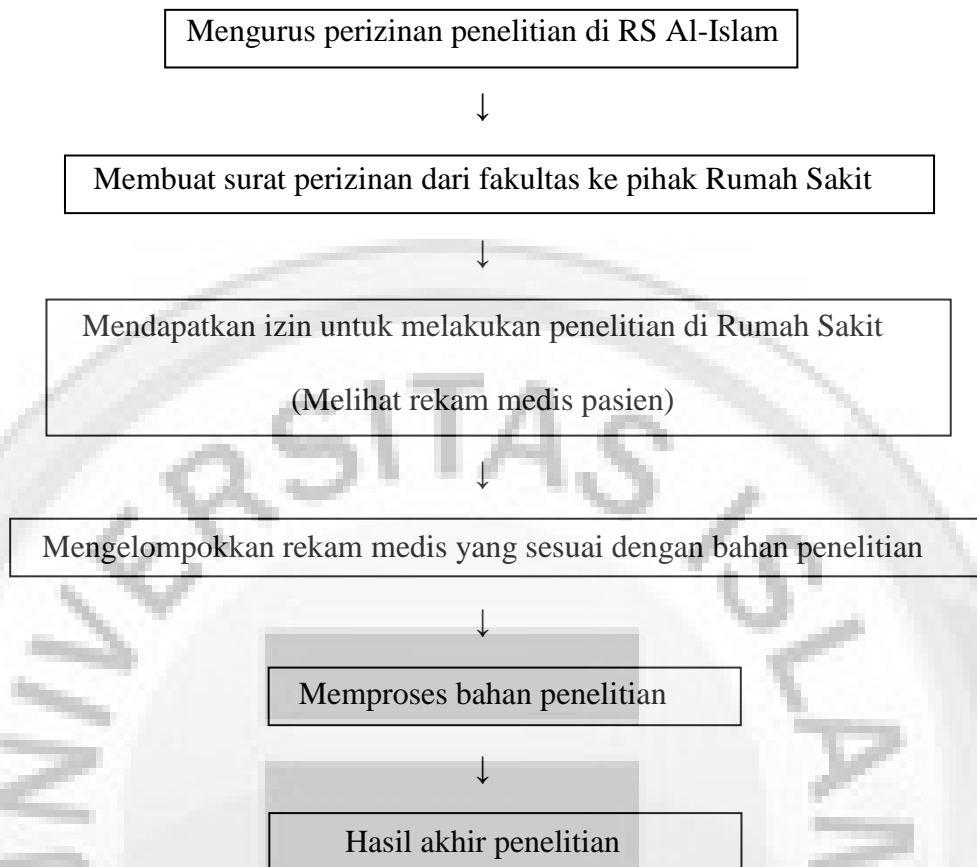 Mengurus perizinan penelitian di RS Al-Islam
↓
Membuat surat perizinan dari fakultas ke pihak Rumah Sakit
↓
Mendapatkan izin untuk melakukan penelitian di Rumah Sakit
(Melihat rekam medis pasien)
↓
Mengelompokkan rekam medis yang sesuai dengan bahan penelitian
↓
Memproses bahan penelitian
↓
Hasil akhir penelitian
UNIVERSITAS ISLAM